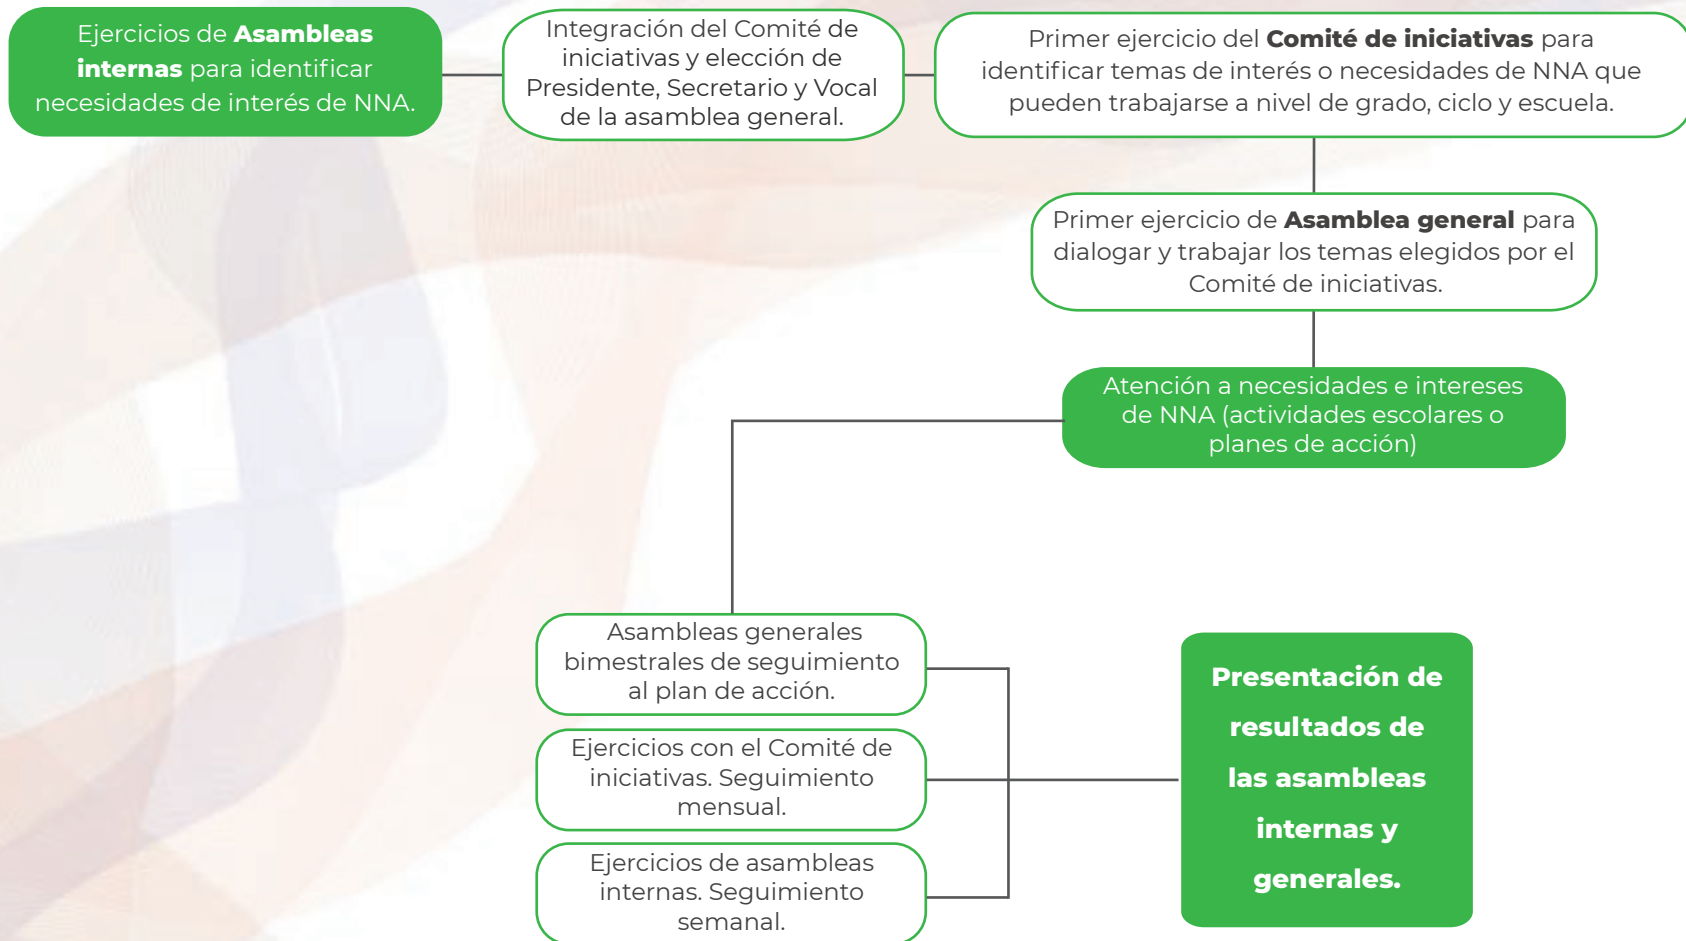 Ejercicios de Asambleas
internas para identificar
necesidades de interés de NNA.
Integración del Comité de
iniciativas y elección de
Presidente, Secretario y Vocal
de la asamblea general.
Primer ejercicio del Comité de iniciativas para
identificar temas de interés o necesidades de NNA que
pueden trabajarse a nivel de grado, ciclo y escuela.
Primer ejercicio de Asamblea general para
dialogar y trabajar los temas elegidos por el
Comité de iniciativas.
Atención a necesidades e intereses
de NNA (actividades escolares o
planes de acción)
Asambleas generales
bimestrales de seguimiento
al plan de acción.
Ejercicios con el Comité de
iniciativas. Seguimiento
mensual.
Ejercicios de asambleas
internas. Seguimiento
semanal.
Presentación de
resultados de
las asambleas
internas y
generales.